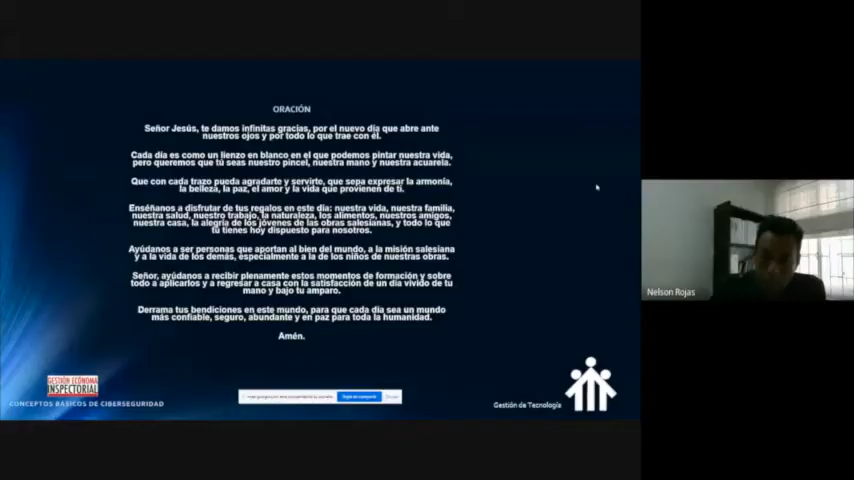 ORACIÓN
Señor Jesús, te damos infinitas gracias, por el nuevo día que abre ante
nuestros ojos y por todo lo que trae con él.
Cada día es como un lienzo en blanco en el que podemos pintar nuestra vida,
pero queremos que tú seas nuestro pincel, nuestra mano y nuestra acuarela.
Que con cada trazo pueda agradarte y servirte, que sepa expresar la armonía,
la belleza, la paz, el amor y la vida que provienen de ti.
Enséñanos a disfrutar de tus regalos en este día: nuestra vida, nuestra familia,
nuestra salud, nuestro trabajo, la naturaleza, los alimentos, nuestros amigos,
nuestra casa, la alegría de los jóvenes de las obras salesianas, y todo lo que
tú tienes hoy dispuesto para nosotros.
Ayúdanos a ser personas que aportan al bien del mundo, a la misión salesiana
y a la vida de los demás, especialmente a la de los niños de nuestras obras.
Señor, ayúdanos a recibir plenamente estos momentos de formación y sobre
todo a aplicarlos y a regresar a casa con la satisfacción de un día vivido de tu
mano y bajo tu amparo.
Derrama tus bendiciones en este mundo, para que cada día sea un mundo
más confiable, seguro, abundante y en paz para toda la humanidad.
Amén.
Nelson Rojas
GESTIÓN ECÓNOMA
INSPECTORIAL
CONCEPTOS BÁSICOS DE CIBERSEGURIDAD
Gestión de Tecnología